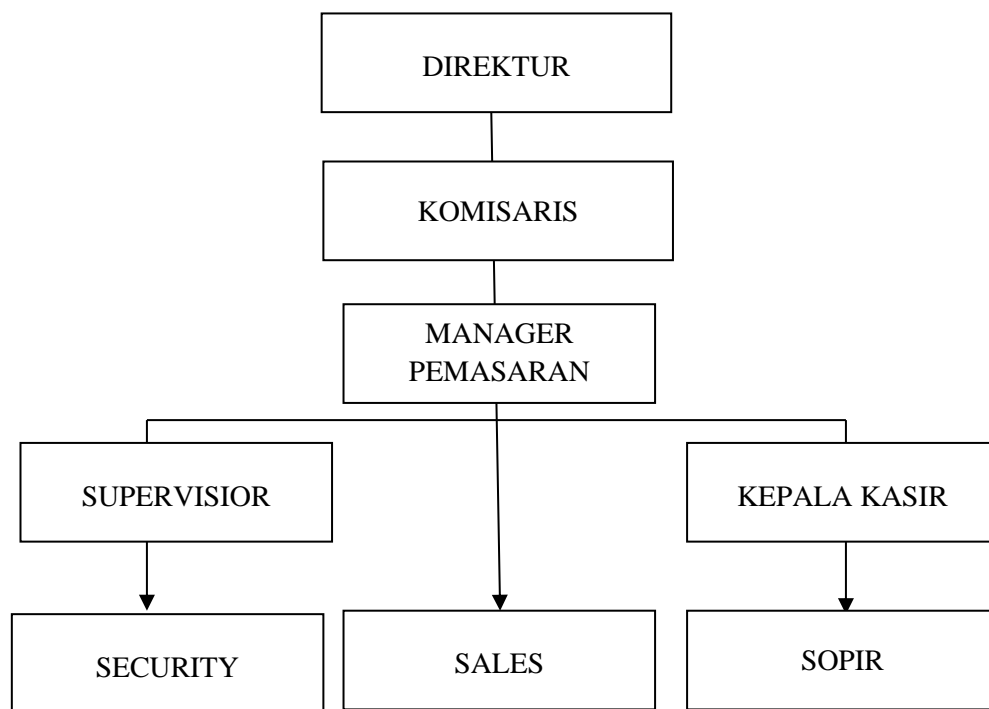 DIREKTUR
KOMISARIS
MANAGER
PEMASARAN
SUPERVISIOR
KEPALA KASIR
SECURITY
SALES
SOPIR